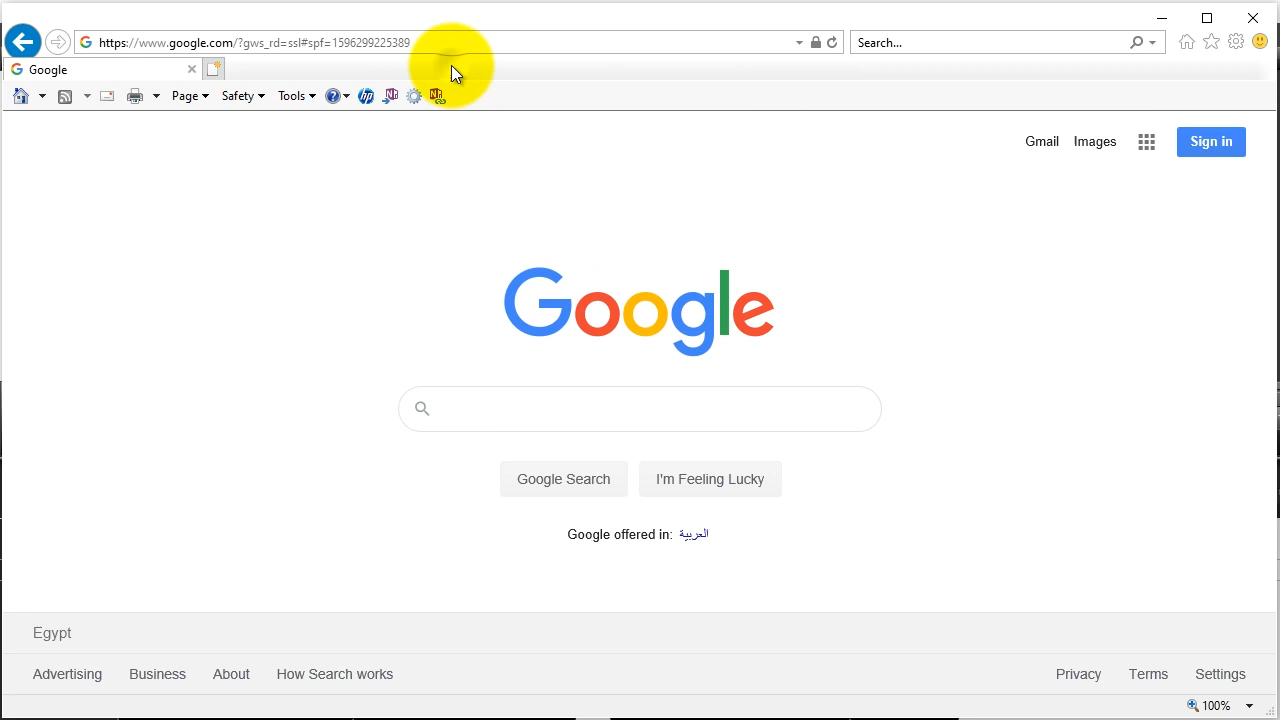 https://www.google.com/?gws_rd=ssl#spf=1596299225389
Search...
Google
Page
Safety
Tools
Gmail
Images
Sign in
Google
Google Search
I'm Feeling Lucky
Google offered in: العربية
Egypt
Advertising
Business
About
How Search works
Privacy
Terms
Settings
100%